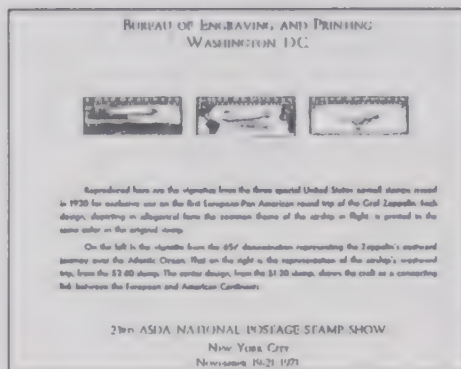 BUREAU OF ENGRAVING AND PRINTING
WASHINGTON DC
Reproduced here are the vignettes from the three special United States airmail stamps issued
in 1930 for exclusive use on the first European-Pan American round trip of the Graf Zeppelin. Each
design, depicting in allegorical form the common theme of the airship in flight, is printed in the
same color as the original stamp.
On the left is the vignette from the 65¢ denomination representing the Zeppelin's eastward
journey over the Atlantic Ocean. That on the right is the representation of the airship's westward
trip, from the $2.60 stamp. The center design, from the $1.30 stamp, shows the craft as a connecting
link between the European and American Continents.
23RD ASDA NATIONAL POSTAGE STAMP SHOW
NEW YORK CITY
NOVEMBER 19-21 1971